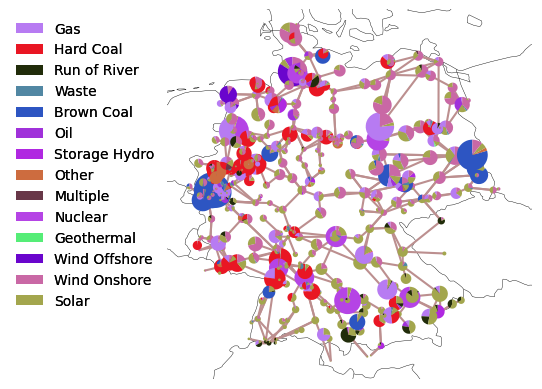 Gas
Hard Coal
Run of River
Waste
Brown Coal
Oil
Storage Hydro
Other
Multiple
Nuclear
Geothermal
Wind Offshore
Wind Onshore
Solar